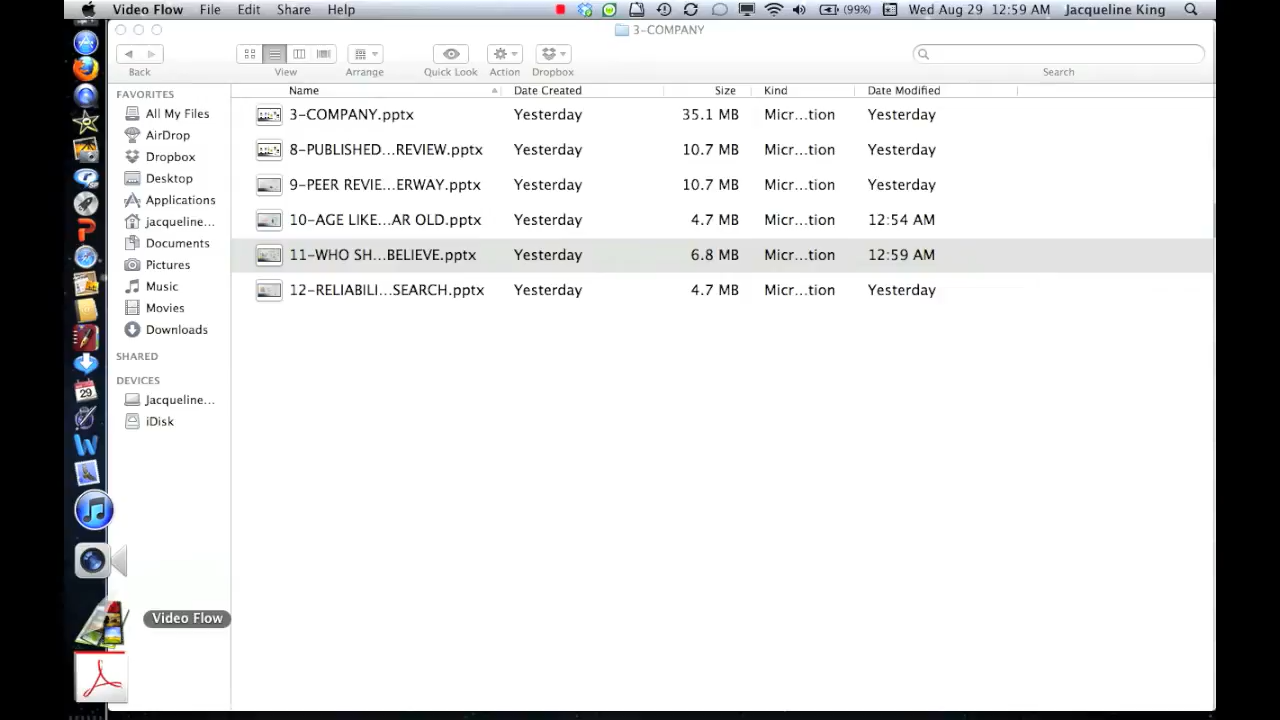 Video Flow File Edit Share Help (99%) Wed Aug 29 12:59 AM Jacqueline King
3-COMPANY
Back View Arrange Quick Look Action Dropbox Search
FAVORITES
All My Files
AirDrop
Dropbox
Desktop
Applications
jacqueline...
Documents
Pictures
Music
Movies
Downloads
SHARED
DEVICES
Jacqueline...
iDisk
Name Date Created Size Kind Date Modified
3-COMPANY.pptx Yesterday 35.1 MB Micr...tion Yesterday
8-PUBLISHED...REVIEW.pptx Yesterday 10.7 MB Micr...tion Yesterday
9-PEER REVIE...ERWAY.pptx Yesterday 10.7 MB Micr...tion Yesterday
10-AGE LIKE...AR OLD.pptx Yesterday 4.7 MB Micr...tion 12:54 AM
11-WHO SH...BELIEVE.pptx Yesterday 6.8 MB Micr...tion 12:59 AM
12-RELIABILI...SEARCH.pptx Yesterday 4.7 MB Micr...tion Yesterday
29
Video Flow